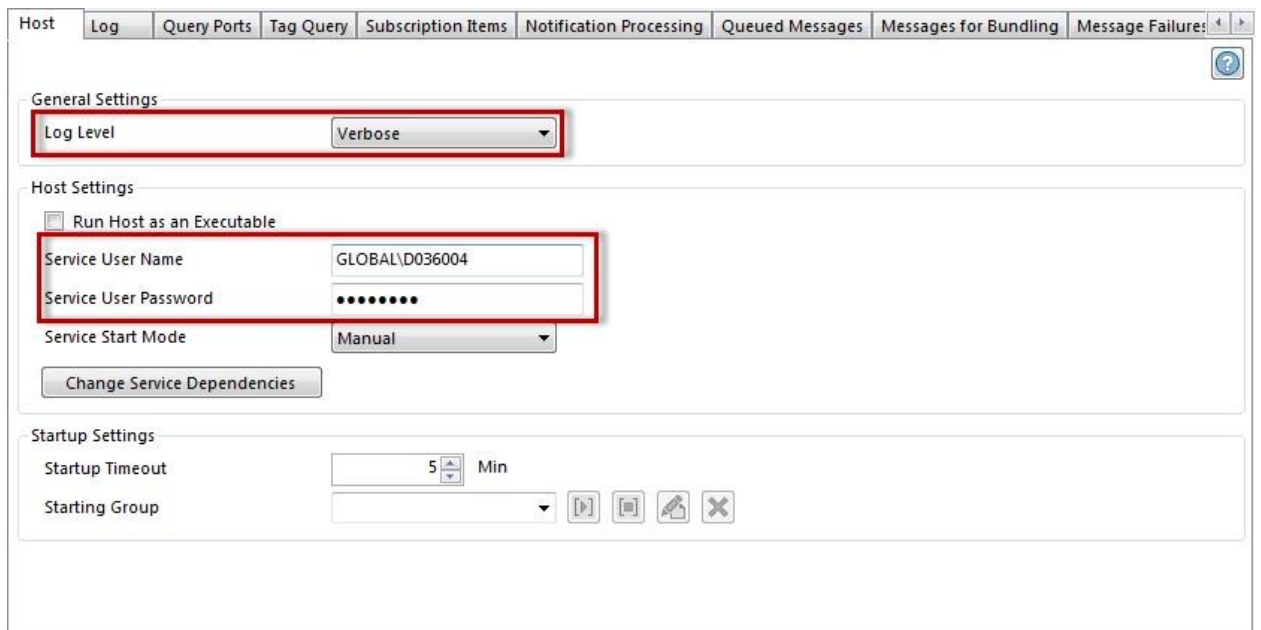 Host Log Query Ports Tag Query Subscription Items Notification Processing Queued Messages Messages for Bundling Message Failures
General Settings
Log Level Verbose
Host Settings
Run Host as an Executable
Service User Name GLOBAL\D036004
Service User Password ••••••••
Service Start Mode Manual
Change Service Dependencies
Startup Settings
Startup Timeout 5 Min
Starting Group